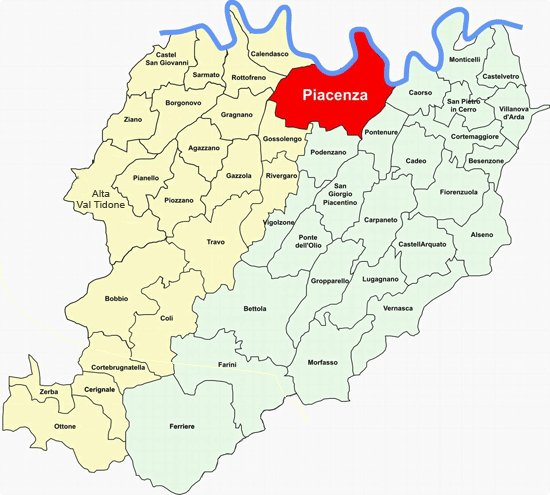 Castel
San Giovanni
Sarmato
Rottofreno
Calendasco
Monticelli
Castelvetro
Caorso
San Pietro
in Cerro
Villanova
d'Arda
Piacenza
Borgonovo
Ziano
Gragnano
Gossolengo
Pontenure
Cortemaggiore
Agazzano
Podenzano
Cadeo
Besenzone
Pianello
Gazzola
Rivergaro
San
Giorgio
Piacentino
Fiorenzuola
Alta
Val Tidone
Piozzano
Vigolzone
Carpaneto
Travo
Ponte
dell'Olio
CastellArquato
Alseno
Gropparello
Lugagnano
Bobbio
Coli
Bettola
Vernasca
Cortebrugnatella
Farini
Morfasso
Zerba
Cerignale
Ottone
Ferriere